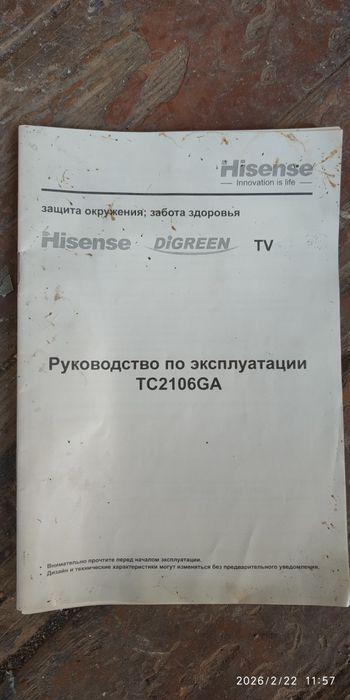 Hisense
Innovation is life
защита окружения; забота здоровья
Hisense DiGREEN TV
Руководство по эксплуатации
TC2106GA
• Внимательно прочтите перед началом эксплуатации.
• Дизайн и технические характеристики могут изменяться без предварительного уведомления.
2026/2/22 11:57